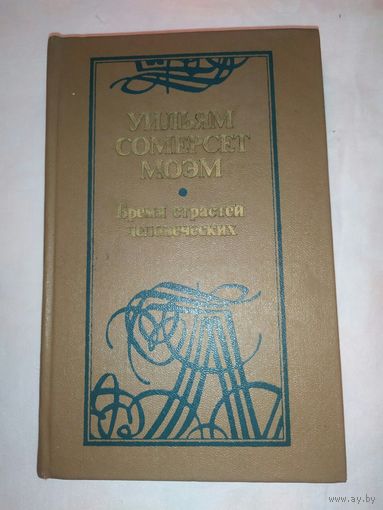 УИЛЬЯМ
СОМЕРСЕТ
МОЭМ
Бремя страстей
человеческих
www.ay.by